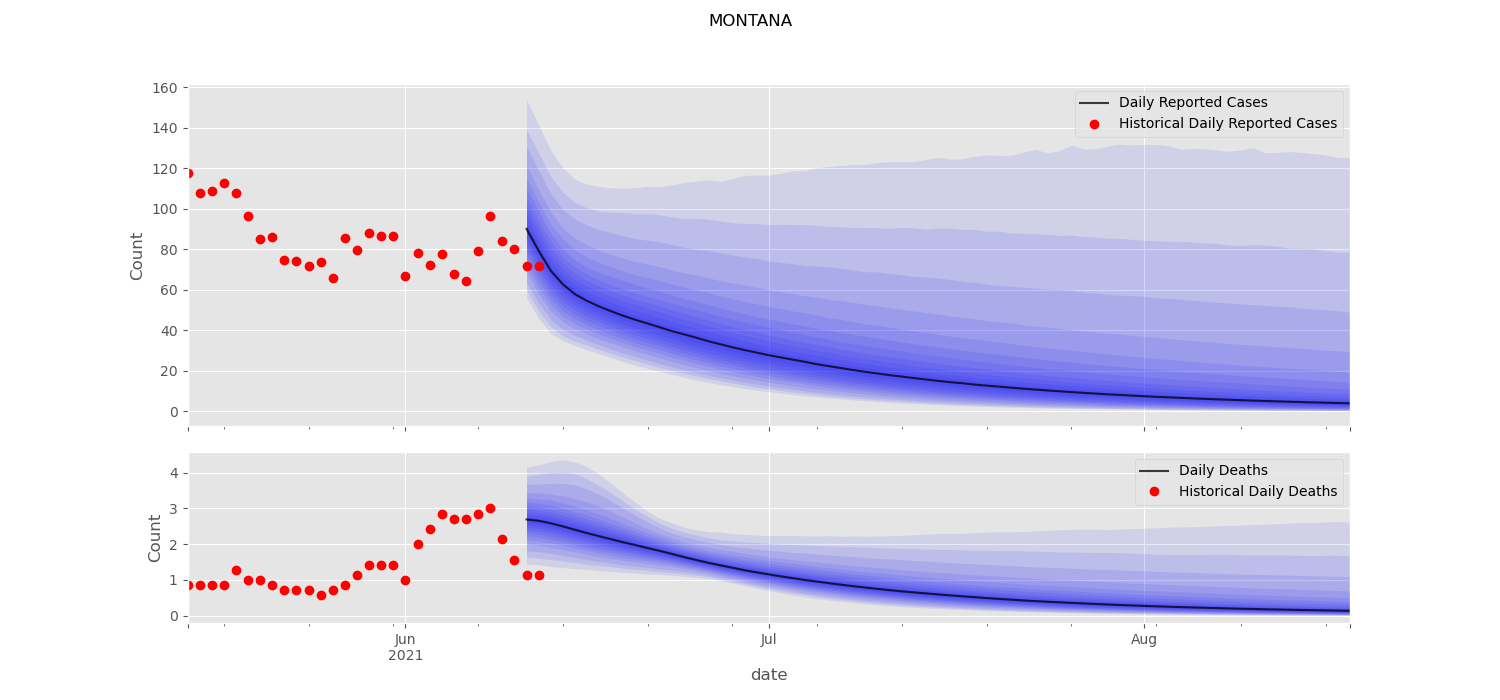 MONTANA
160
140
120
100
80
60
40
20
0
Count
Daily Reported Cases
Historical Daily Reported Cases
4
3
2
1
0
Count
Daily Deaths
Historical Daily Deaths
Jun
2021
Jul
Aug
date